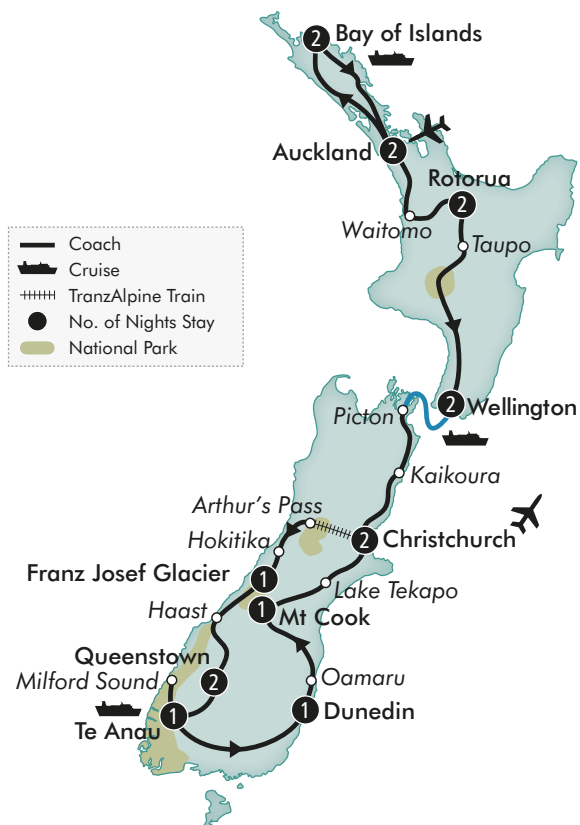 2
Bay of Islands
Auckland
2
Rotorua
2
Waitomo
Taupo
Coach
Cruise
TranzAlpine Train
No. of Nights Stay
National Park
2
Wellington
Picton
Kaikoura
Arthur's Pass
Hokitika
2
Christchurch
Franz Josef Glacier
1
Lake Tekapo
1
Mt Cook
Haast
Queenstown
2
Milford Sound
Oamaru
1
Te Anau
1
Dunedin